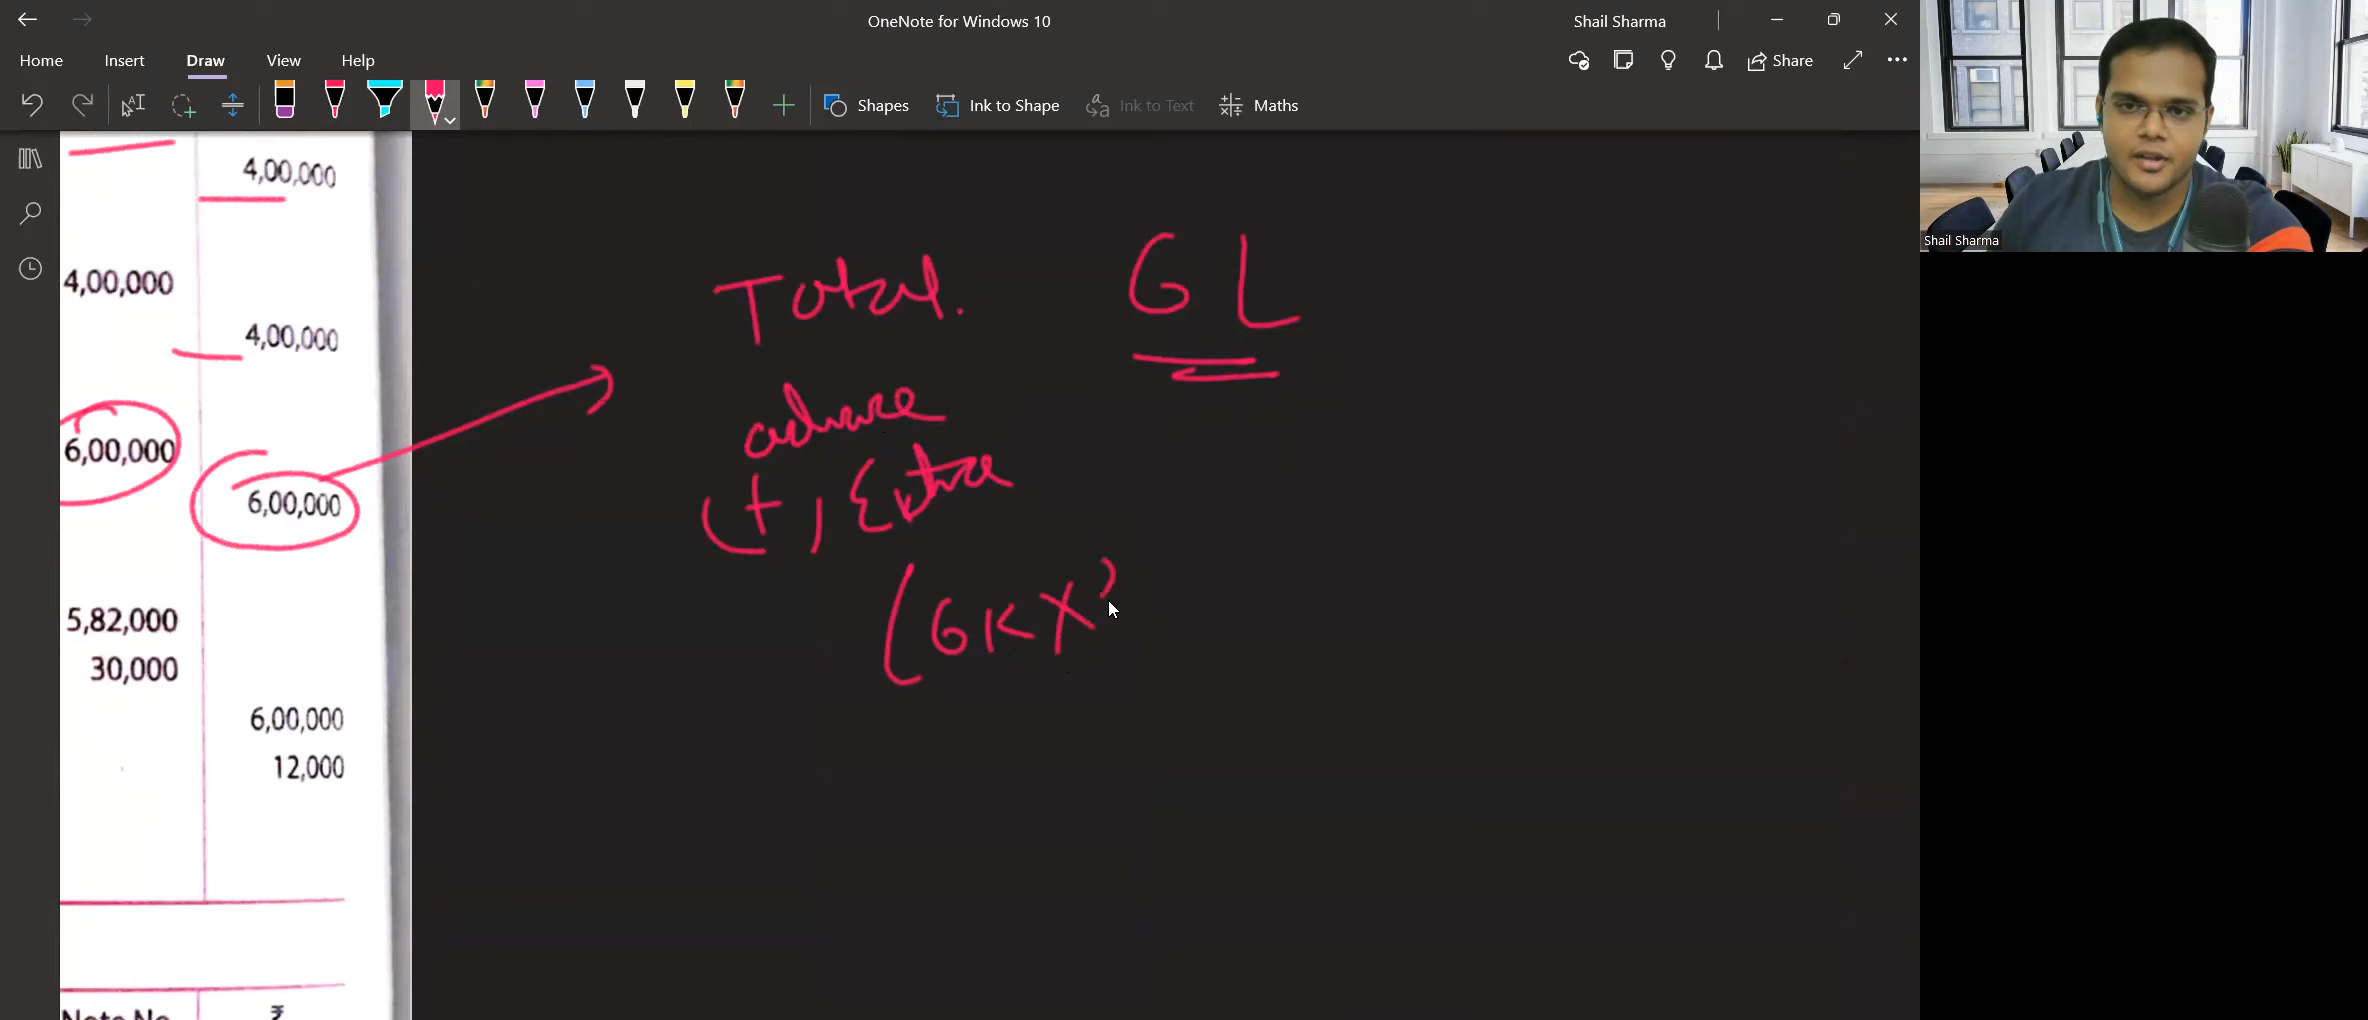 OneNote for Windows 10
Shail Sharma
Home Insert Draw View Help
Share
Shapes Ink to Shape Ink to Text Maths
4,00,000
4,00,000
4,00,000
6,00,000
6,00,000
5,82,000
30,000
6,00,000
12,000
Note No.
₹
Total. GL
(+) Extra
Shail Sharma